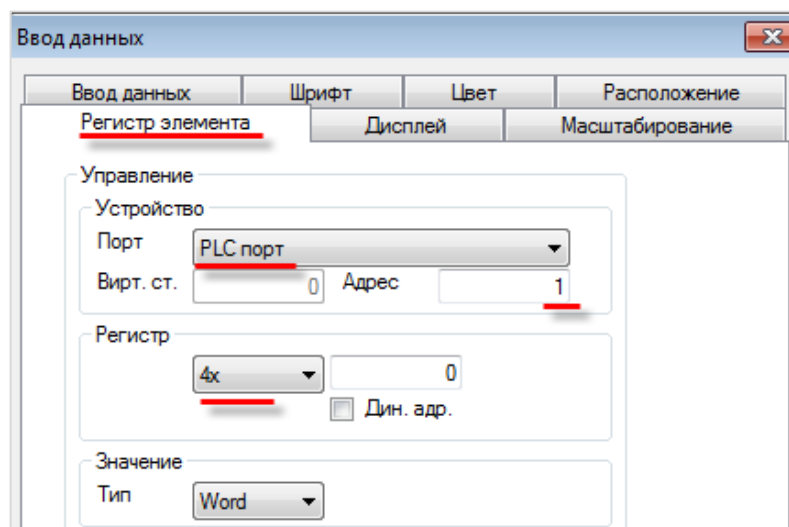 Ввод данных
Ввод данных Шрифт Цвет Расположение
Регистр элемента Дисплей Масштабирование
Управление
Устройство
Порт PLC порт
Вирт. ст. 0 Адрес 1
Регистр
4x 0
Дин. адр.
Значение
Тип Word